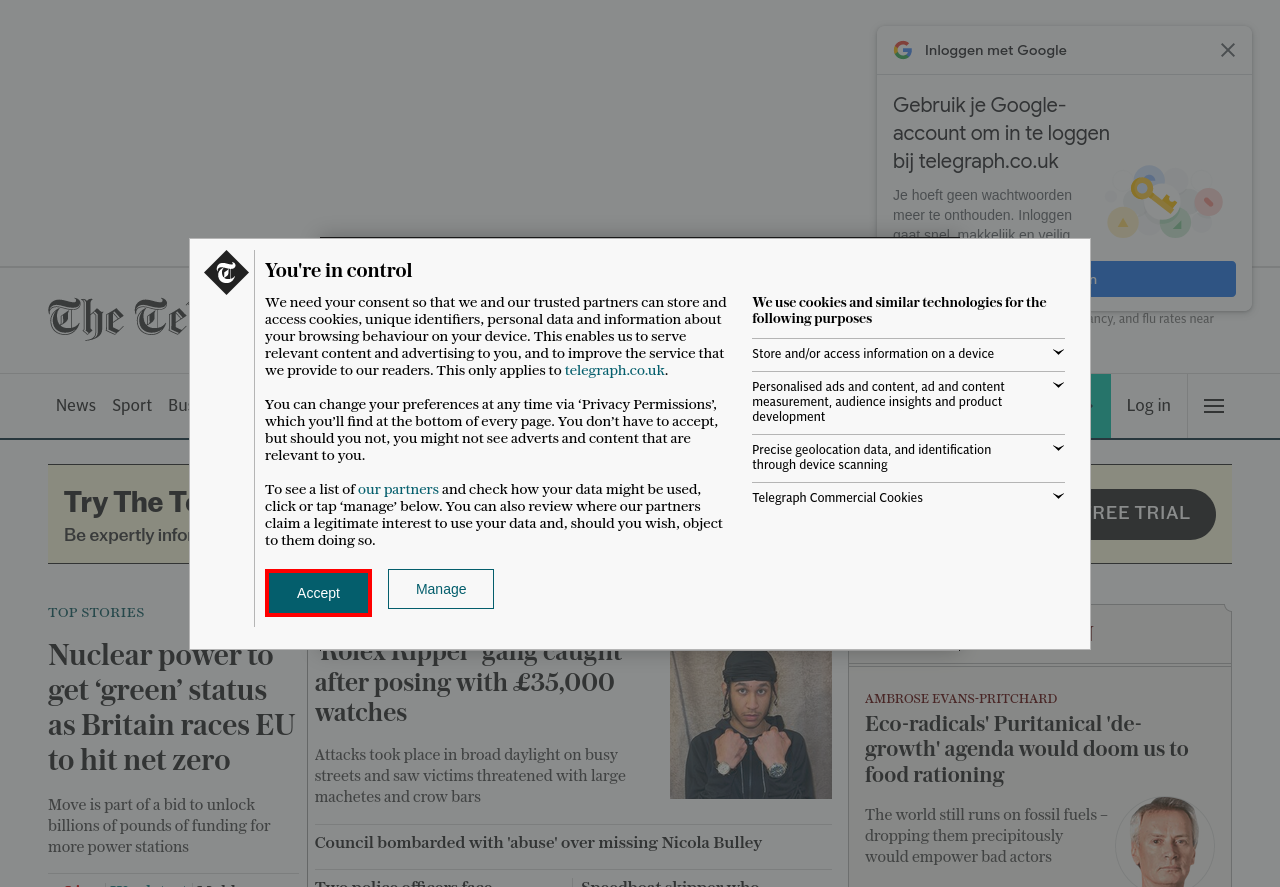 Inloggen met Google
Gebruik je Google-
account om in te loggen
bij telegraph.co.uk
Je hoeft geen wachtwoorden
meer te onthouden. Inloggen
gaat snel, makkelijk en veilig.
You're in control
We need your consent so that we and our trusted partners can store and
access cookies, unique identifiers, personal data and information about
your browsing behaviour on your device. This enables us to serve
relevant content and advertising to you, and to improve the service that
we provide to our readers. This only applies to telegraph.co.uk.
You can change your preferences at any time via ‘Privacy Permissions’,
which you’ll find at the bottom of every page. You don’t have to accept,
but should you not, you might not see adverts and content that are
relevant to you.
To see a list of our partners and check how your data might be used,
click or tap ‘manage’ below. You can also review where our partners
claim a legitimate interest to use your data and, should you wish, object
to them doing so.
Accept
Manage
We use cookies and similar technologies for the
following purposes
Store and/or access information on a device
Personalised ads and content, ad and content
measurement, audience insights and product
development
Precise geolocation data, and identification
through device scanning
Telegraph Commercial Cookies
The Te
ncy, and flu rates near
News Sport Bu
Log in
Try The T
Be expertly infor
REE TRIAL
TOP STORIES
Nuclear power to
get ‘green’ status
as Britain races EU
to hit net zero
Move is part of a bid to unlock
billions of pounds of funding for
more power stations
'Rolex Ripper' gang caught
after posing with £35,000
watches
Attacks took place in broad daylight on busy
streets and saw victims threatened with large
machetes and crow bars
Council bombarded with 'abuse' over missing Nicola Bulley
Two police officers face
Speedboat skipper who
AMBROSE EVANS-PRITCHARD
Eco-radicals' Puritanical 'de-
growth' agenda would doom us to
food rationing
The world still runs on fossil fuels –
dropping them precipitously
would empower bad actors